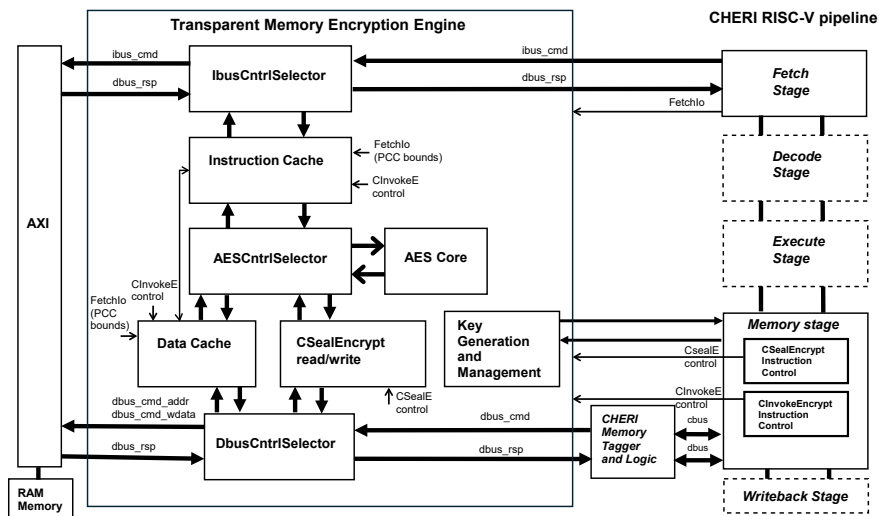 Transparent Memory Encryption Engine
CHERI RISC-V pipeline
ibus_cmd
dbus_rsp
IbusCntrlSelector
ibus_cmd
dbus_rsp
FetchIo
Fetch
Stage
Instruction Cache
FetchIo
(PCC bounds)
CInvokeE
control
Decode
Stage
AXI
AESCntrlSelector
AES Core
Execute
Stage
CInvokeE
control
FetchIo
(PCC
bounds)
Data Cache
CSealEncrypt
read/write
Key
Generation
and
Management
Memory stage
CsealE
control
CSealEncrypt
Instruction
Control
CInvokeE
control
CInvokeEncrypt
Instruction
Control
CSealE
control
dbus_cmd_addr
dbus_cmd_wdata
dbus_rsp
DbusCntrlSelector
dbus_cmd
dbus_rsp
CHERI
Memory
Tagger
and Logic
cbus
dbus
RAM
Memory
Writeback Stage